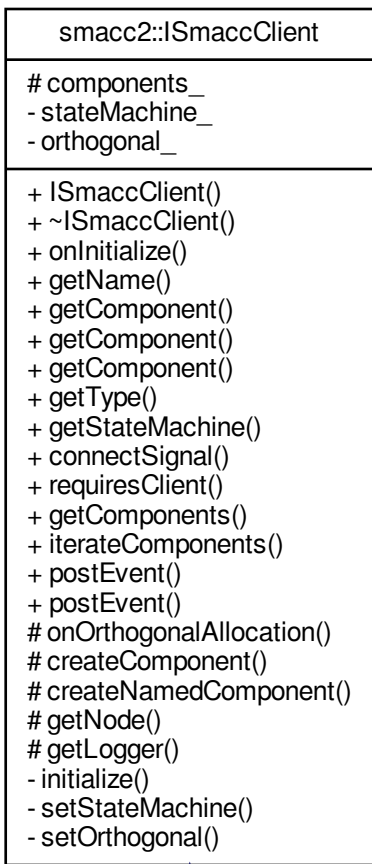 smacc2::ISmaccClient
# components_
- stateMachine_
- orthogonal_
+ ISmaccClient()
+ ~ISmaccClient()
+ onInitialize()
+ getName()
+ getComponent()
+ getComponent()
+ getComponent()
+ getType()
+ getStateMachine()
+ connectSignal()
+ requiresClient()
+ getComponents()
+ iterateComponents()
+ postEvent()
+ postEvent()
# onOrthogonalAllocation()
# createComponent()
# createNamedComponent()
# getNode()
# getLogger()
- initialize()
- setStateMachine()
- setOrthogonal()